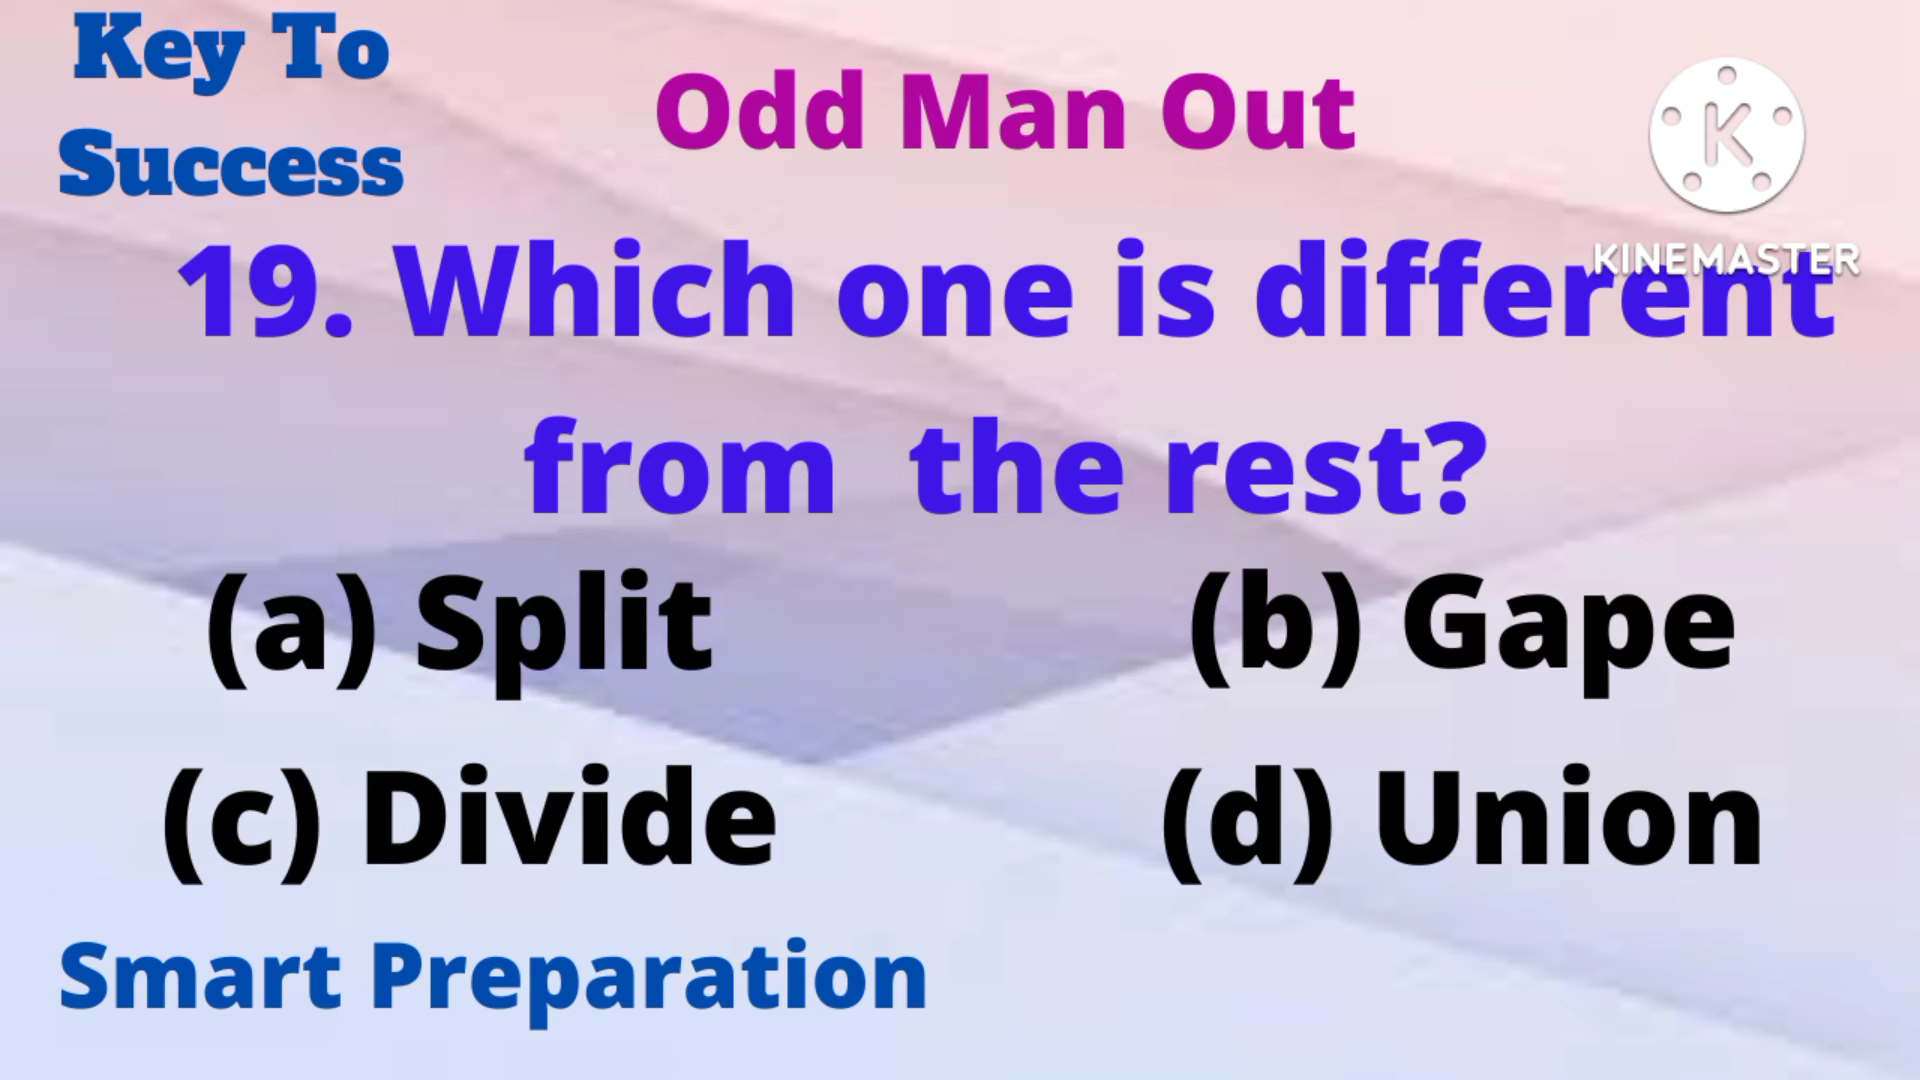 Key To
Success
Odd Man Out
K
KINEMASTER
19. Which one is different
from the rest?
(a) Split
(b) Gape
(c) Divide
(d) Union
Smart Preparation